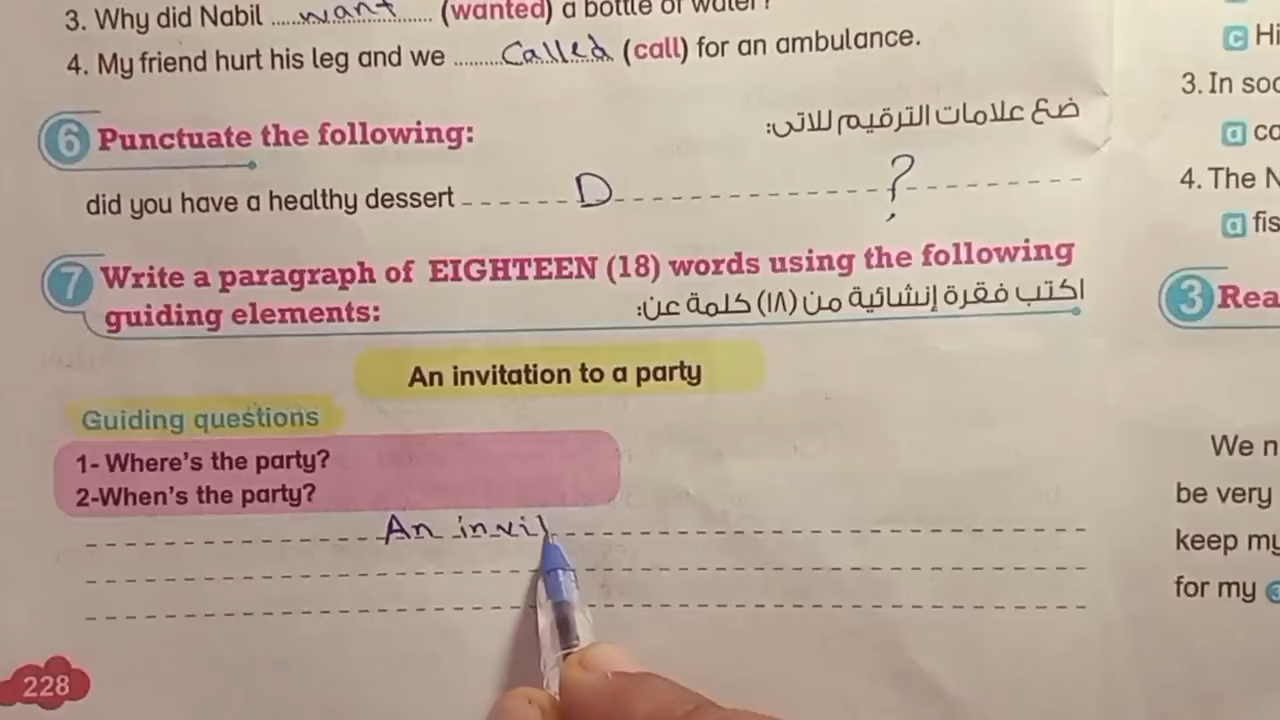 3. Why did Nabil ....want.... (wanted) a bottle of water?
4. My friend hurt his leg and we ....Called.... (call) for an ambulance.
6 Punctuate the following:
ضع علامات الترقيم للاتى:
did you have a healthy dessert D ?
7 Write a paragraph of EIGHTEEN (18) words using the following
guiding elements:
اكتب فقرة إنشائية من (١٨) كلمة عن:
An invitation to a party
Guiding questions
1- Where's the party?
2-When's the party?
An invit
228
c Hi
3. In soc
a co
4. The N
a fis
3 Rea
We n
be very
keep my
for my 3